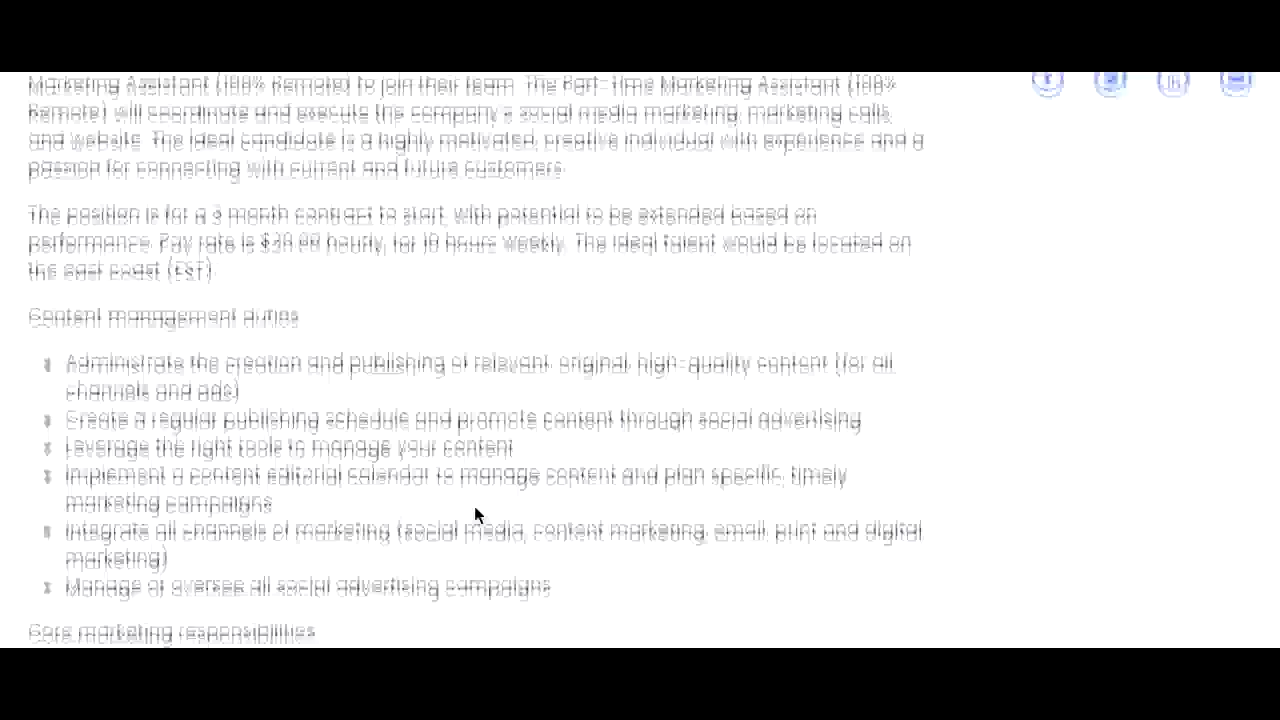 Marketing Assistant (100% Remote) to join their team. The Part-Time Marketing Assistant (100%
Remote) will coordinate and execute the company's social media marketing, marketing calls,
and website. The ideal candidate is a highly motivated, creative individual with experience and a
passion for connecting with current and future customers.
The position is for a 3 month contract to start, with potential to be extended based on
performance. Pay rate is hourly, for 10 hours weekly. The ideal talent would be located on
the east coast (EST)
Content management duties
Administrate the creation and publishing of relevant, original, high-quality content (for all
channels and ads)
Create a regular publishing schedule and promote content through social advertising
Leverage the right tools to manage your content
Implement a content editorial calendar to manage content and plan specific, timely
marketing campaigns
Integrate all channels of marketing (social media, content marketing, email, print and digital
marketing)
Manage or oversee all social advertising campaigns
Core marketing responsibilities